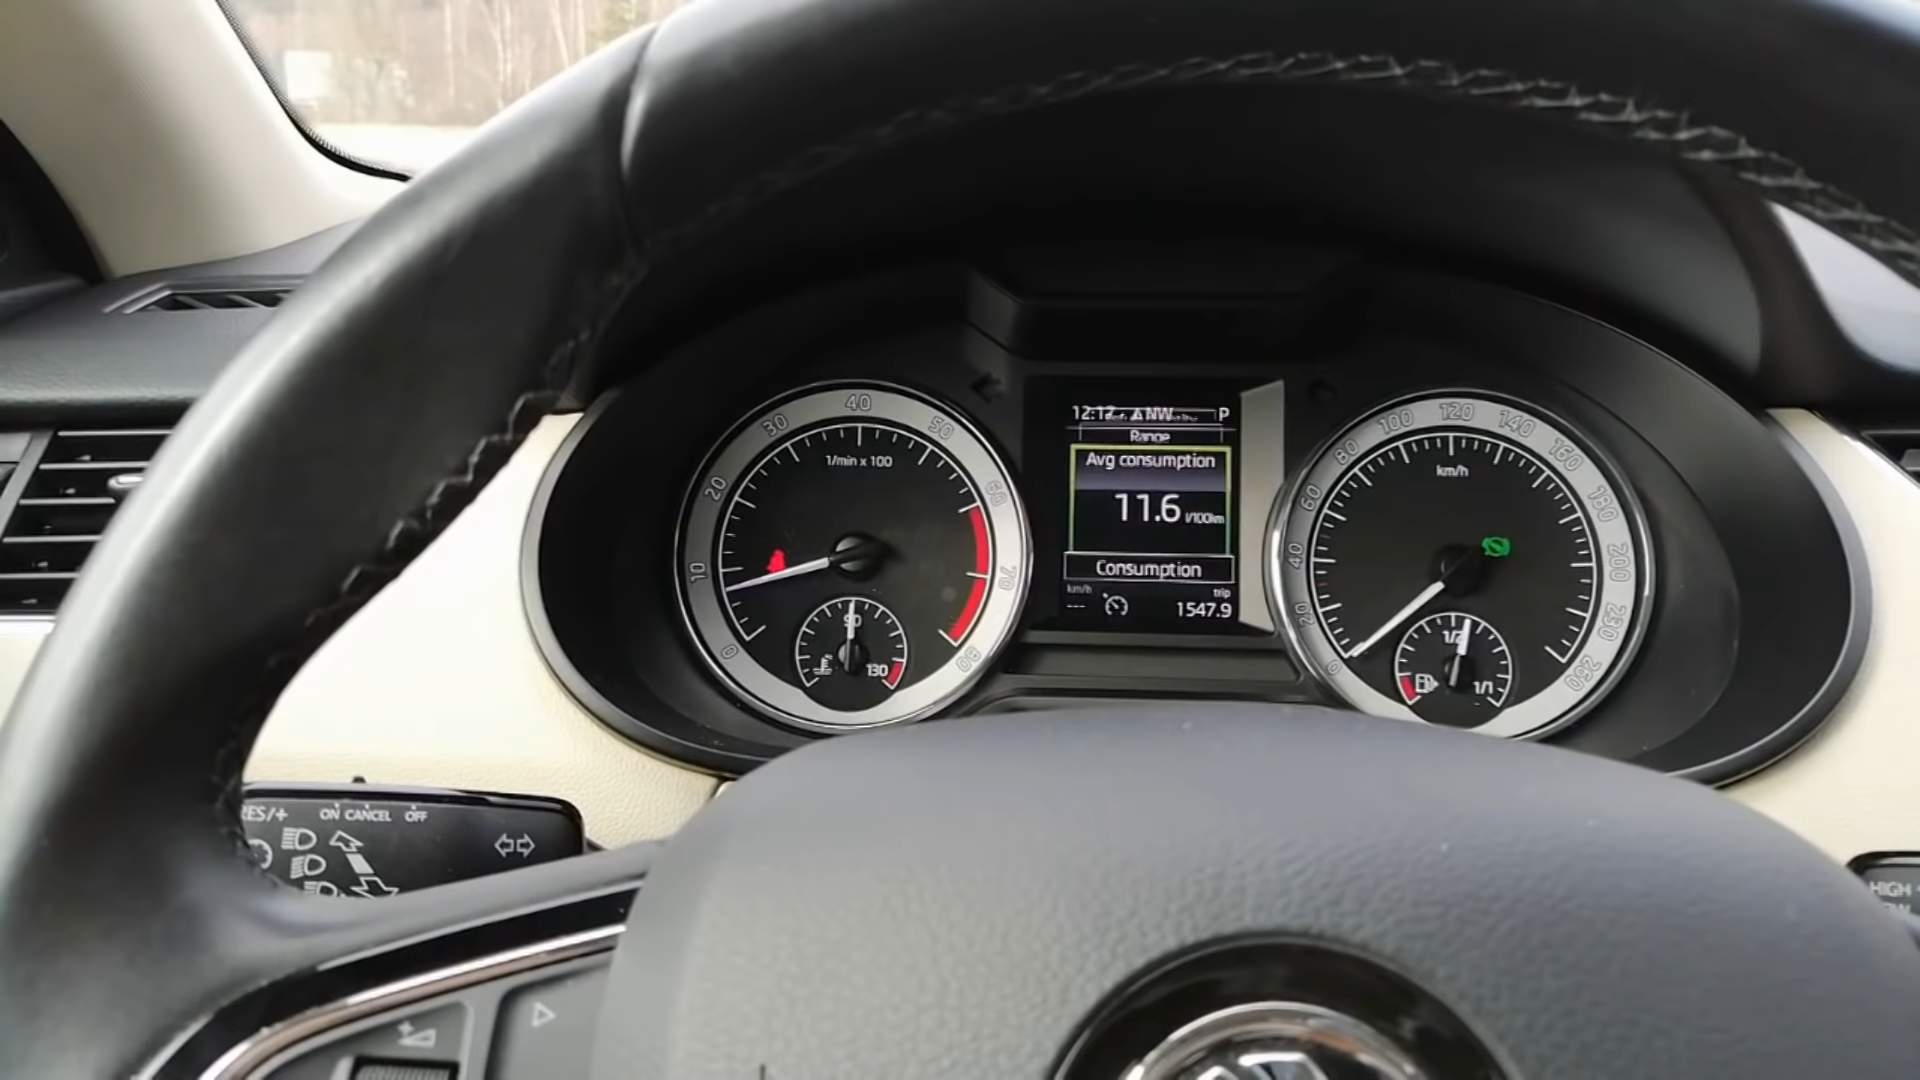 12:12 NW P
Range
Avg consumption
11.6 l/100km
Consumption
km/h trip
--- 1547.9
0 10 20 30 40 50 60 70 80
1/min x 100
90
130
0 20 40 60 80 100 120 140 160 180 200 230 260
km/h
1/2
1/1
RES/+ ON CANCEL OFF
HIGH